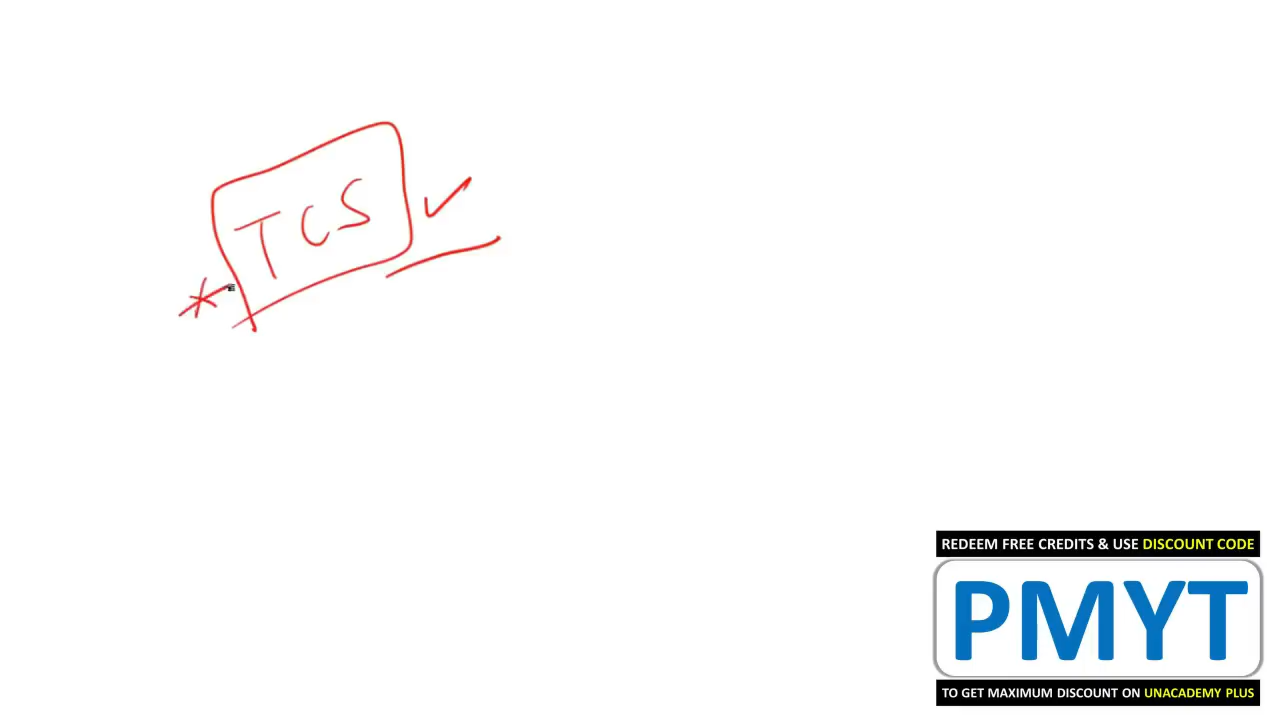 TCS
REDEEM FREE CREDITS & USE DISCOUNT CODE
PMYT
TO GET MAXIMUM DISCOUNT ON UNACADEMY PLUS